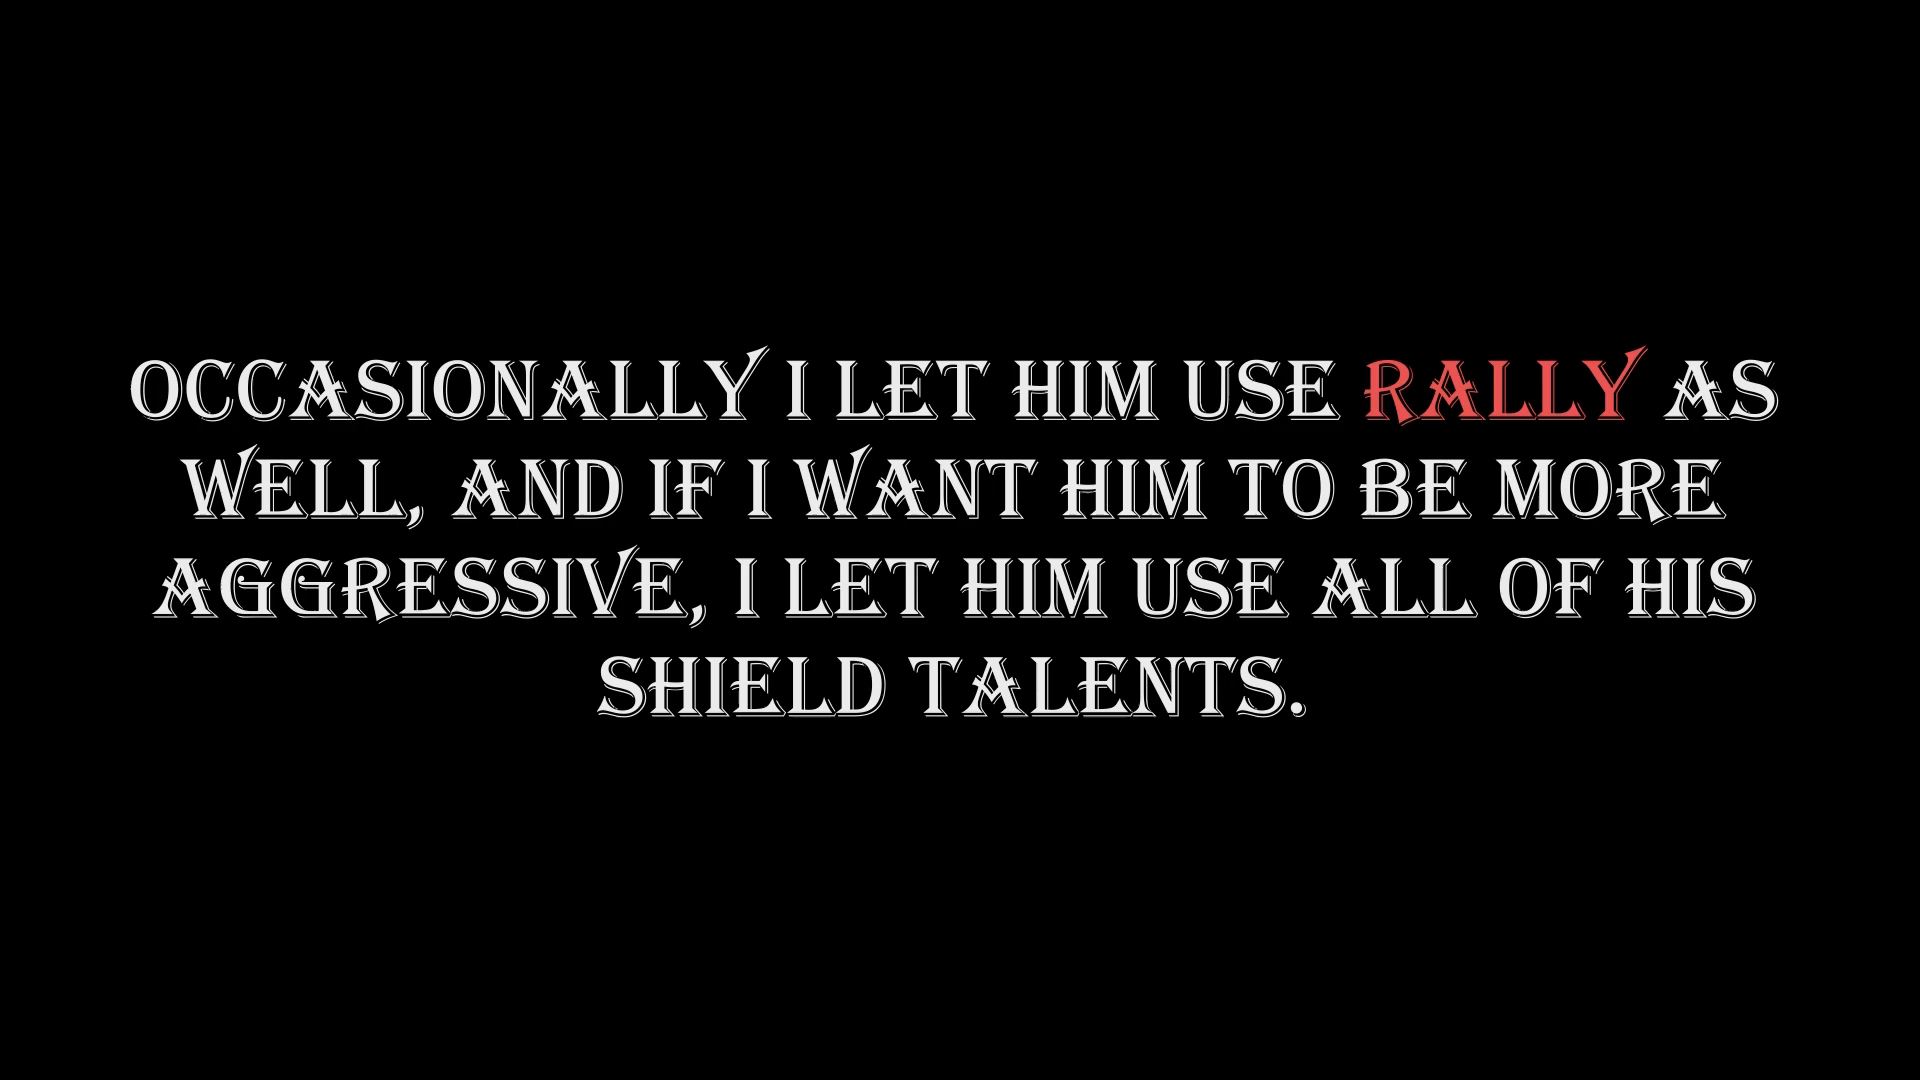 OCCASIONALLY I LET HIM USE RALLY AS
WELL, AND IF I WANT HIM TO BE MORE
AGGRESSIVE, I LET HIM USE ALL OF HIS
SHIELD TALENTS.